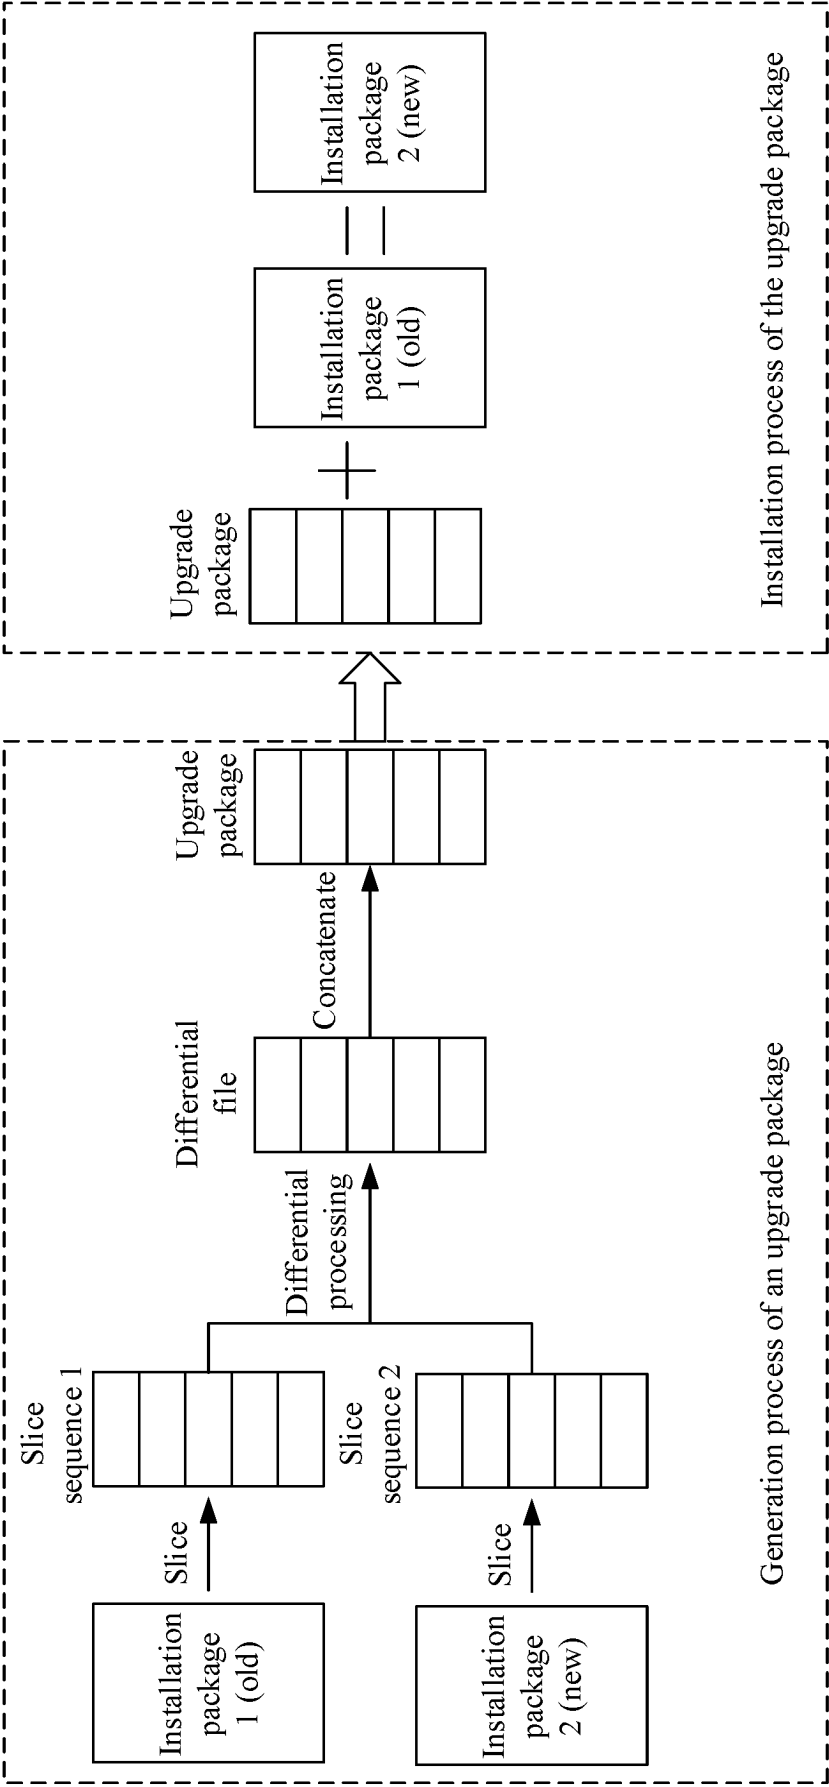 Installation
package
1 (old)
Slice
Slice
sequence 1
Installation
package
2 (new)
Slice
Slice
sequence 2
Differential
processing
Differential
file
Concatenate
Upgrade
package
Generation process of an upgrade package
Upgrade
package
Installation
package
1 (old)
Installation
package
2 (new)
Installation process of the upgrade package